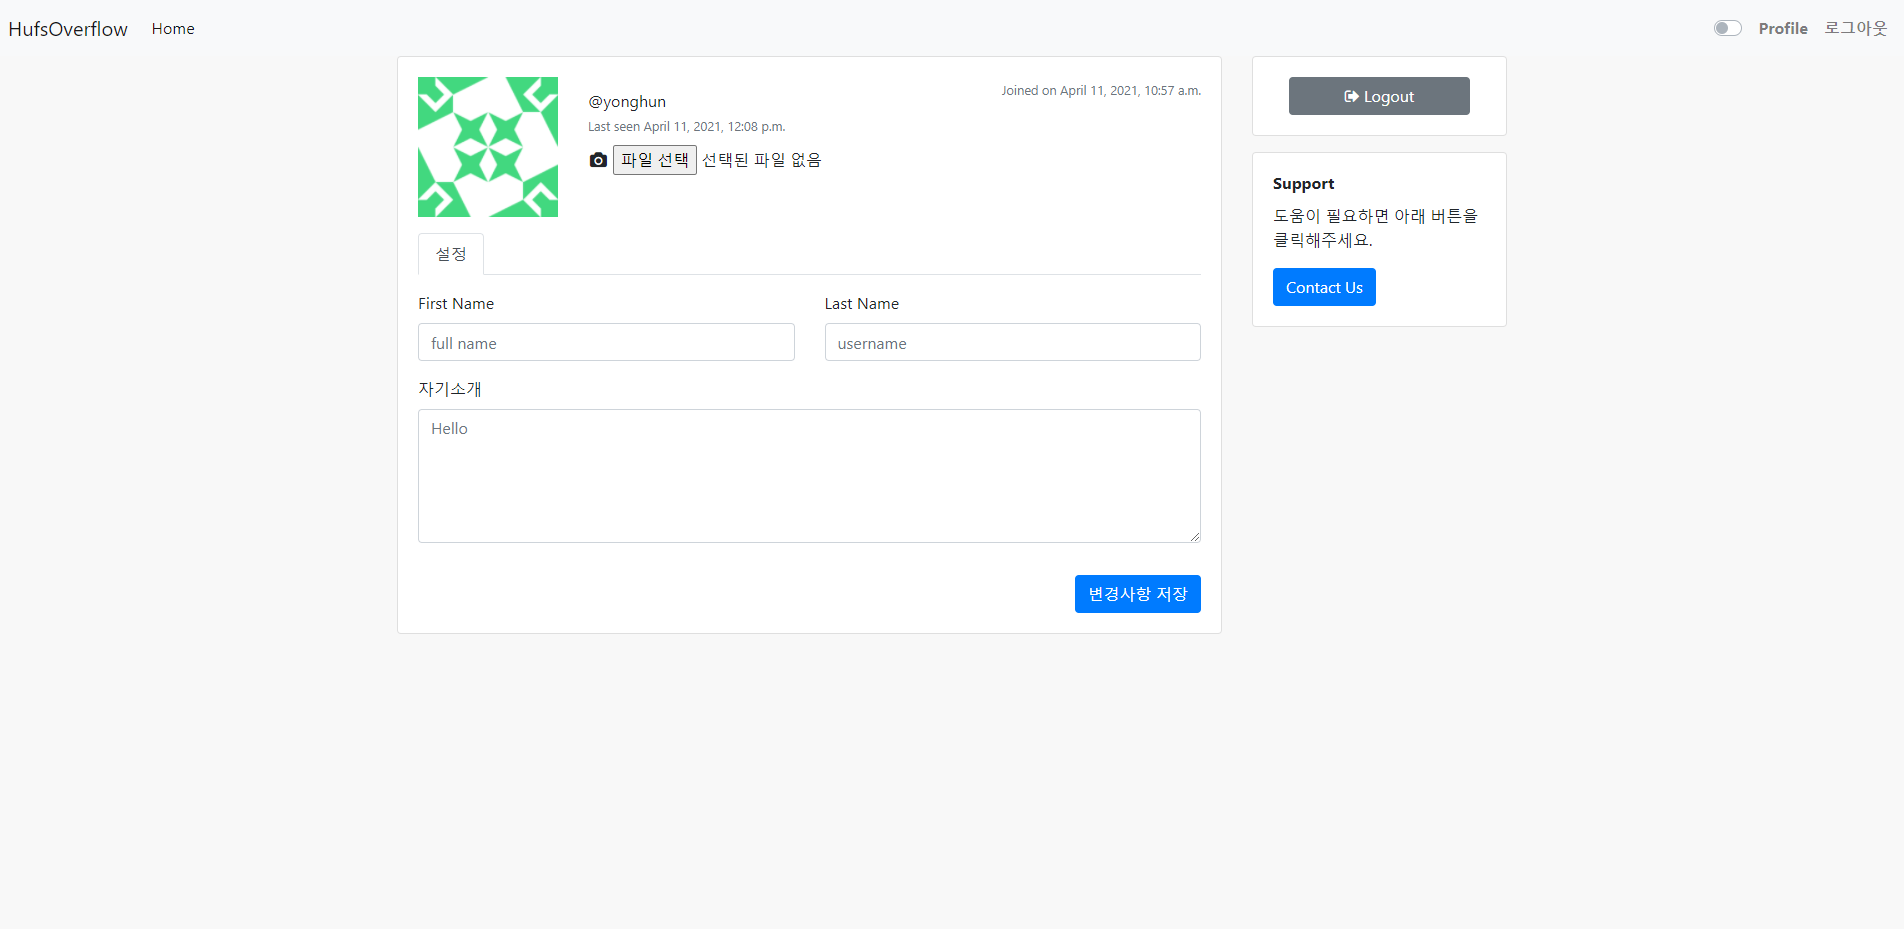 HufsOverflow Home Profile 로그아웃
@yonghun
Last seen April 11, 2021, 12:08 p.m.
파일 선택 선택된 파일 없음
Joined on April 11, 2021, 10:57 a.m.
설정
First Name
full name
Last Name
username
자기소개
Hello
변경사항 저장
Logout
Support
도움이 필요하면 아래 버튼을
클릭해주세요.
Contact Us